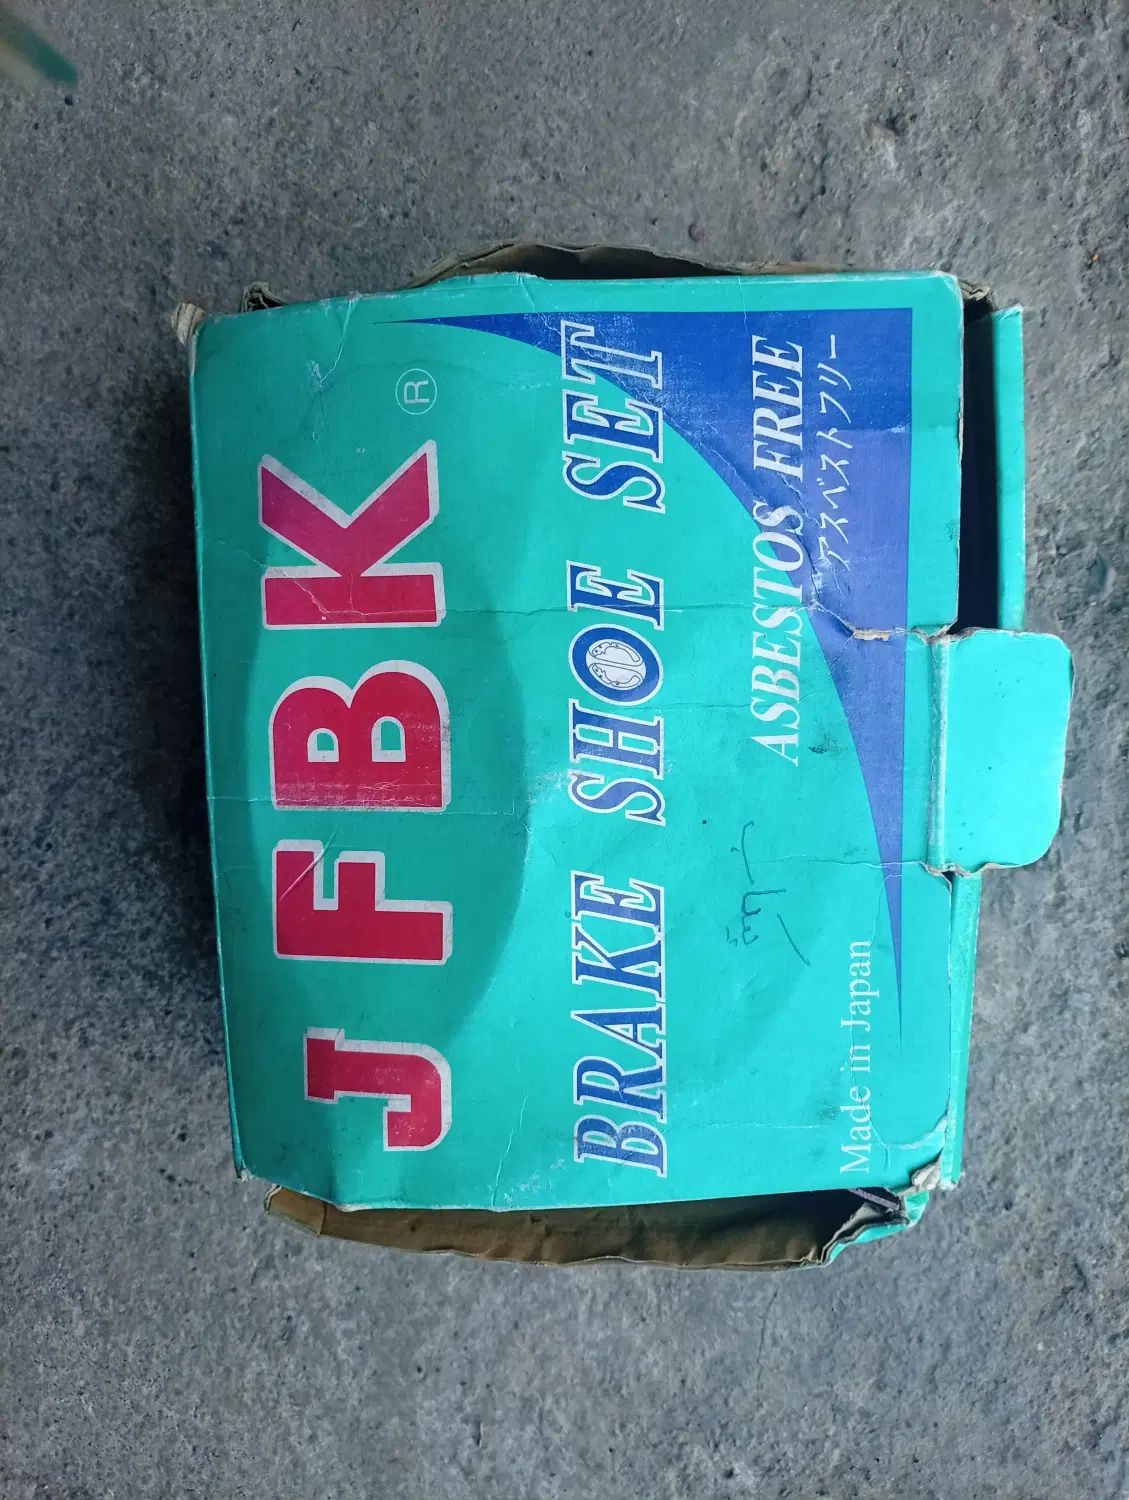 JFBK®
BRAKE SHOE SET
ASBESTOS FREE
アスベストフリー
Made in Japan